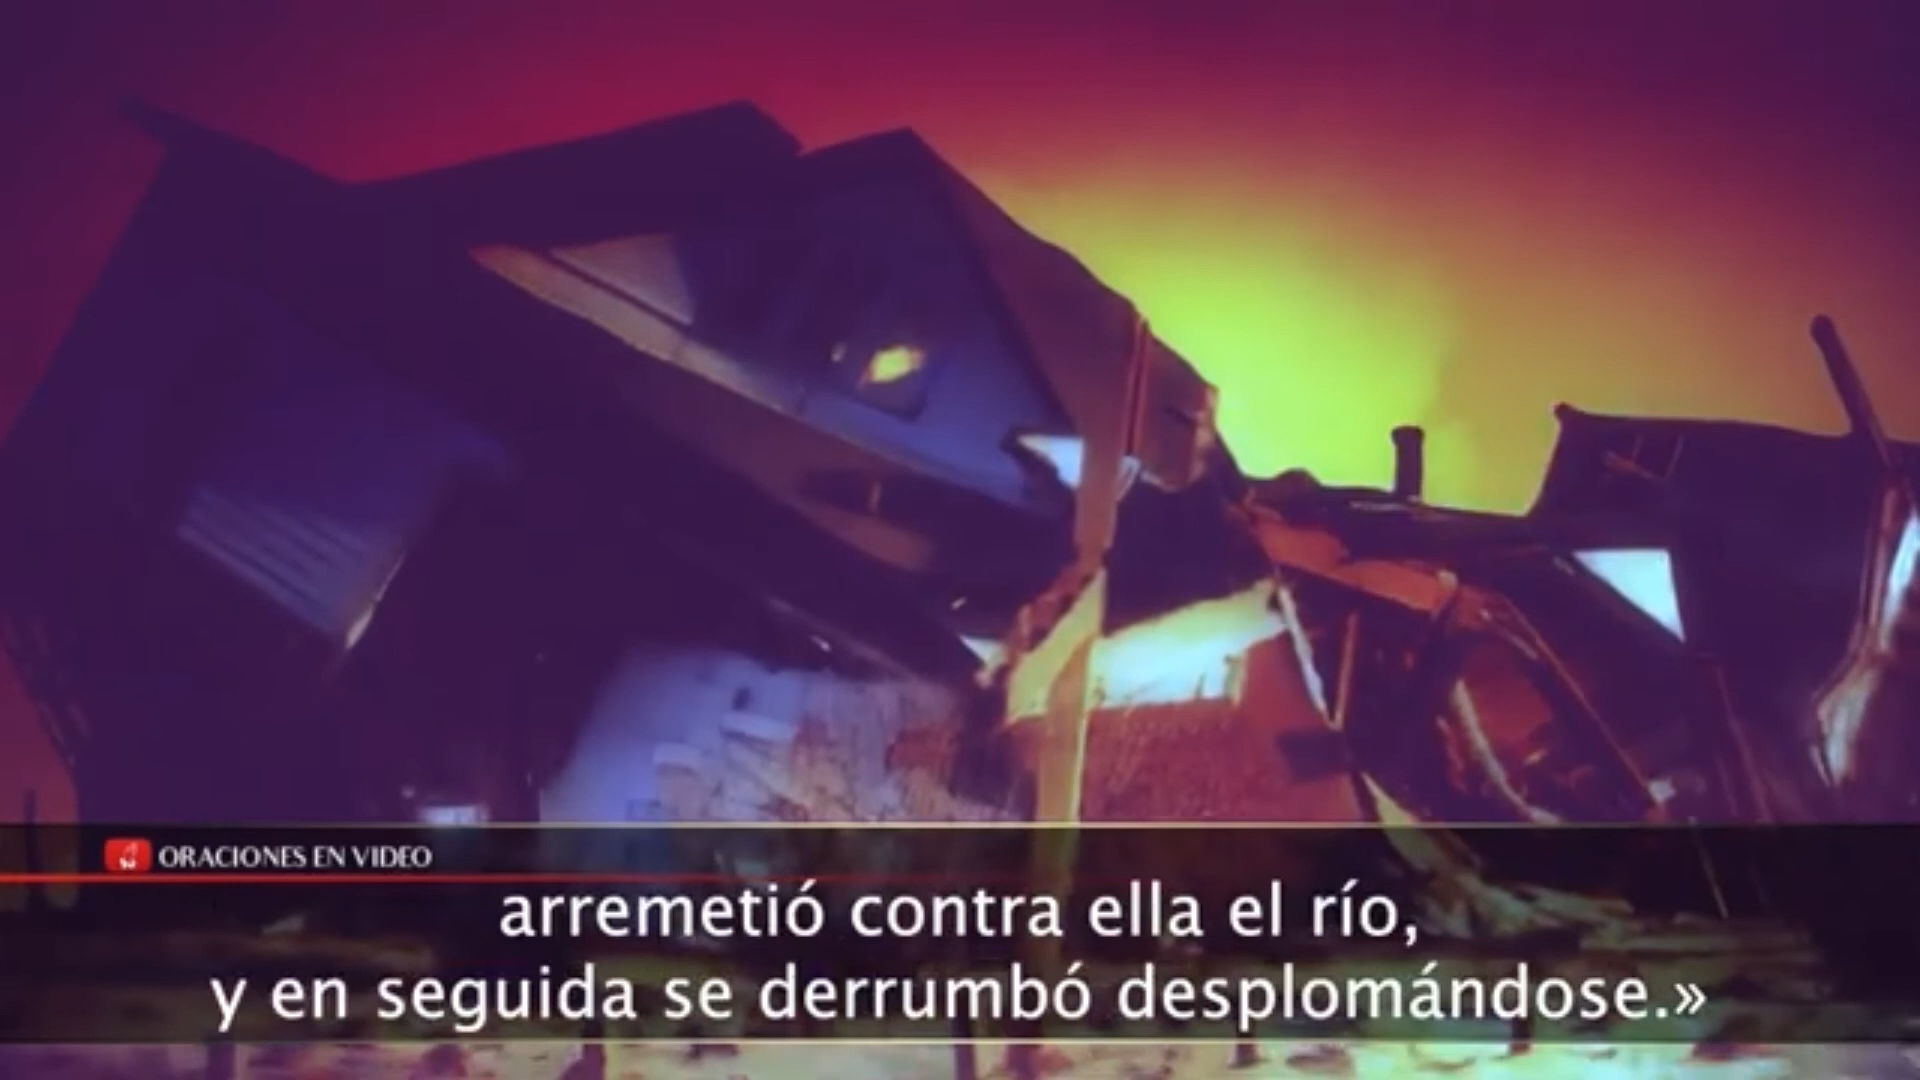 ORACIONES EN VIDEO
arremetió contra ella el río,
y en seguida se derrumbó desplomándose.»